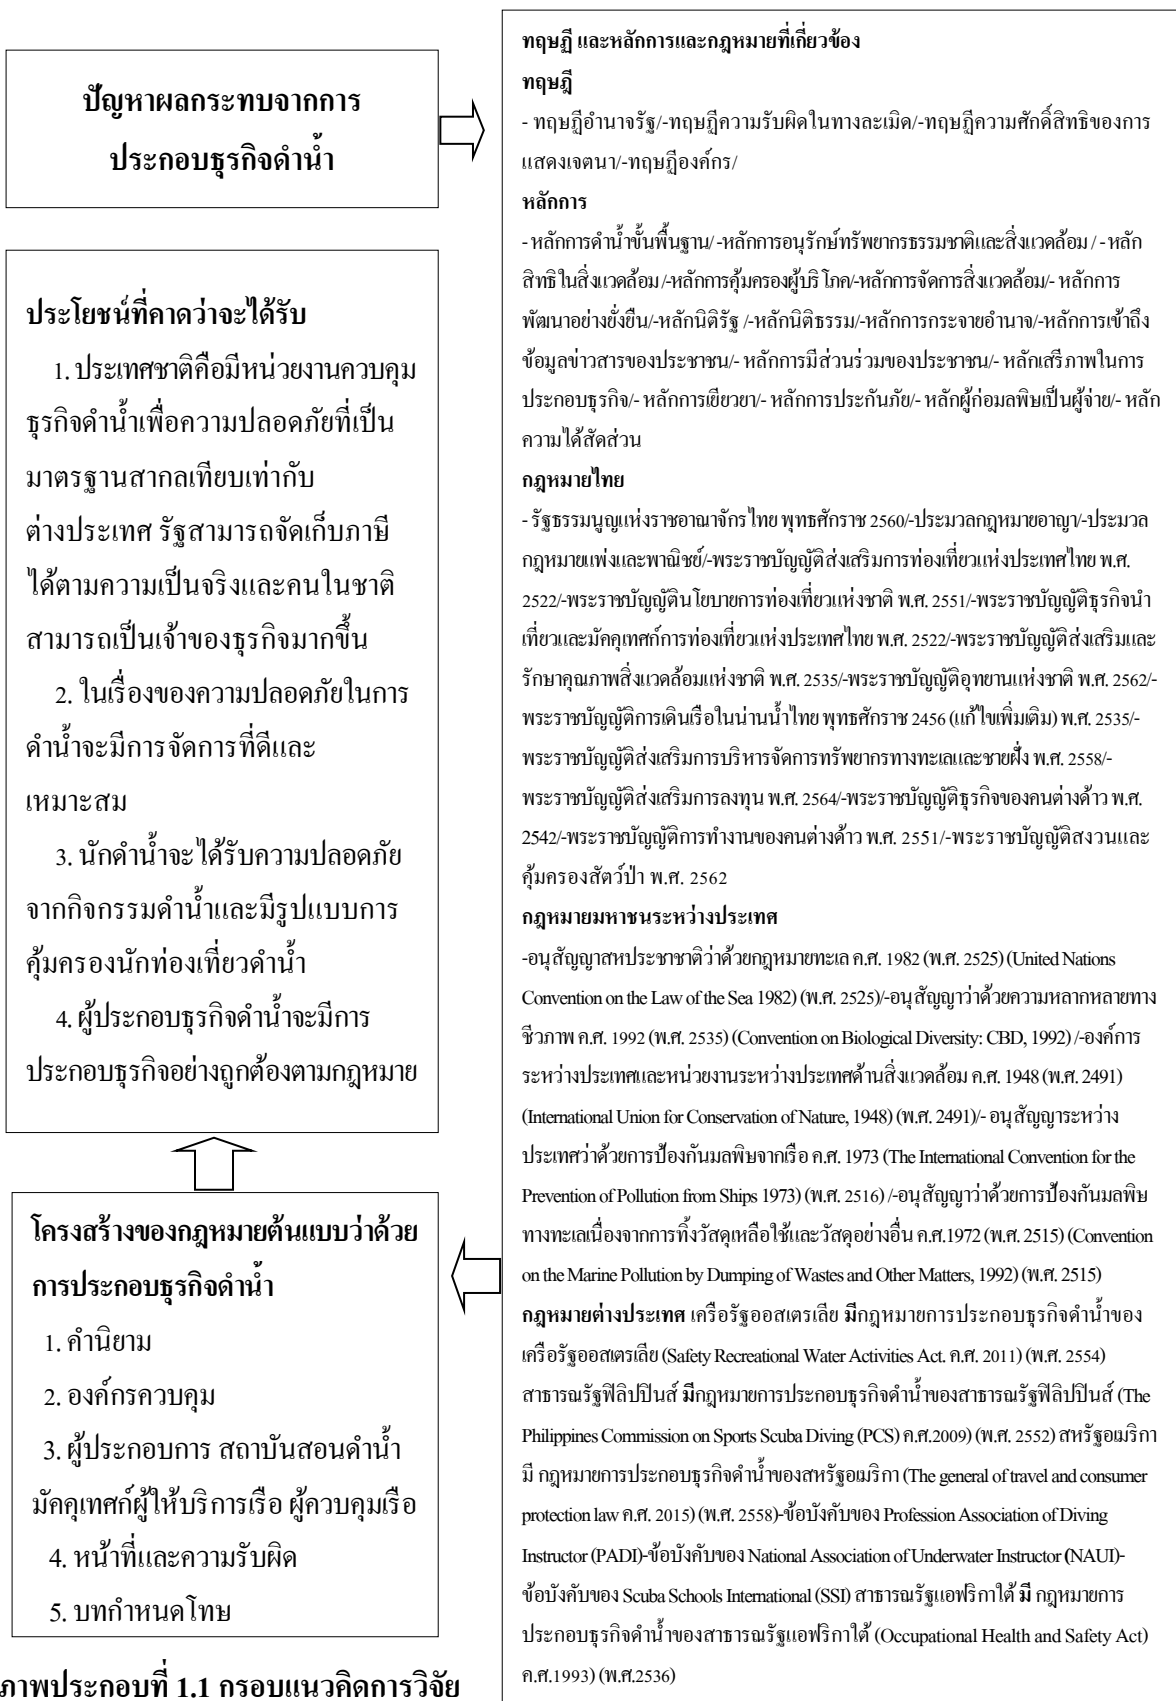 ปัญหาผลกระทบจากการ
ประกอบธุรกิจดำน้ำ
ทฤษฎี และหลักการและกฎหมายที่เกี่ยวข้อง
ทฤษฎี
- ทฤษฎีอำนาจรัฐ/-ทฤษฎีความรับผิดในทางละเมิด/-ทฤษฎีความศักดิ์สิทธิของการ
แสดงเจตนา/-ทฤษฎีองค์กร/
หลักการ
- หลักการดำน้ำขั้นพื้นฐาน/ -หลักการอนุรักษ์ทรัพยากรธรรมชาติและสิ่งแวดล้อม / - หลัก
สิทธิในสิ่งแวดล้อม /-หลักการคุ้มครองผู้บริโภค/-หลักการจัดการสิ่งแวดล้อม/- หลักการ
พัฒนาอย่างยั่งยืน/-หลักนิติรัฐ /-หลักนิติธรรม/-หลักการกระจายอำนาจ/-หลักการเข้าถึง
ข้อมูลข่าวสารของประชาชน/- หลักการมีส่วนร่วมของประชาชน/- หลักเสรีภาพในการ
ประกอบธุรกิจ/- หลักการเยียวยา/- หลักการประกันภัย/- หลักผู้ก่อมลพิษเป็นผู้จ่าย/- หลัก
ความได้สัดส่วน
กฎหมายไทย
- รัฐธรรมนูญแห่งราชอาณาจักรไทย พุทธศักราช 2560/-ประมวลกฎหมายอาญา/-ประมวล
กฎหมายแพ่งและพาณิชย์/-พระราชบัญญัติส่งเสริมการท่องเที่ยวแห่งประเทศไทย พ.ศ.
2522/-พระราชบัญญัตินโยบายการท่องเที่ยวแห่งชาติ พ.ศ. 2551/-พระราชบัญญัติธุรกิจนำ
เที่ยวและมัคคุเทศก์การท่องเที่ยวแห่งประเทศไทย พ.ศ. 2522/-พระราชบัญญัติส่งเสริมและ
รักษาคุณภาพสิ่งแวดล้อมแห่งชาติ พ.ศ. 2535/-พระราชบัญญัติอุทยานแห่งชาติ พ.ศ. 2562/-
พระราชบัญญัติการเดินเรือในน่านน้ำไทย พุทธศักราช 2456 (แก้ไขเพิ่มเติม) พ.ศ. 2535/-
พระราชบัญญัติส่งเสริมการบริหารจัดการทรัพยากรทางทะเลและชายฝั่ง พ.ศ. 2558/-
พระราชบัญญัติส่งเสริมการลงทุน พ.ศ. 2564/-พระราชบัญญัติธุรกิจของคนต่างด้าว พ.ศ.
2542/-พระราชบัญญัติการทำงานของคนต่างด้าว พ.ศ. 2551/-พระราชบัญญัติสงวนและ
คุ้มครองสัตว์ป่า พ.ศ. 2562
กฎหมายมหาชนระหว่างประเทศ
-อนุสัญญาสหประชาชาติว่าด้วยกฎหมายทะเล ค.ศ. 1982 (พ.ศ. 2525) (United Nations
Convention on the Law of the Sea 1982) (พ.ศ. 2525)/-อนุสัญญาว่าด้วยความหลากหลายทาง
ชีวภาพ ค.ศ. 1992 (พ.ศ. 2535) (Convention on Biological Diversity: CBD, 1992) /-องค์การ
ระหว่างประเทศและหน่วยงานระหว่างประเทศด้านสิ่งแวดล้อม ค.ศ. 1948 (พ.ศ. 2491)
(International Union for Conservation of Nature, 1948) (พ.ศ. 2491)/- อนุสัญญาระหว่าง
ประเทศว่าด้วยการป้องกันมลพิษจากเรือ ค.ศ. 1973 (The International Convention for the
Prevention of Pollution from Ships 1973) (พ.ศ. 2516) /-อนุสัญญาว่าด้วยการป้องกันมลพิษ
ทางทะเลเนื่องจากการทิ้งวัสดุเหลือใช้และวัสดุอย่างอื่น ค.ศ.1972 (พ.ศ. 2515) (Convention
on the Marine Pollution by Dumping of Wastes and Other Matters, 1992) (พ.ศ. 2515)
กฎหมายต่างประเทศ เครือรัฐออสเตรเลีย มีกฎหมายการประกอบธุรกิจดำน้ำของ
เครือรัฐออสเตรเลีย (Safety Recreational Water Activities Act. ค.ศ. 2011) (พ.ศ. 2554)
สาธารณรัฐฟิลิปปินส์ มีกฎหมายการประกอบธุรกิจดำน้ำของสาธารณรัฐฟิลิปปินส์ (The
Philippines Commission on Sports Scuba Diving (PCS) ค.ศ.2009) (พ.ศ. 2552) สหรัฐอเมริกา
มี กฎหมายการประกอบธุรกิจดำน้ำของสหรัฐอเมริกา (The general of travel and consumer
protection law ค.ศ. 2015) (พ.ศ. 2558)-ข้อบังคับของ Profession Association of Diving
Instructor (PADI)-ข้อบังคับของ National Association of Underwater Instructor (NAUI)-
ข้อบังคับของ Scuba Schools International (SSI) สาธารณรัฐแอฟริกาใต้ มี กฎหมายการ
ประกอบธุรกิจดำน้ำของสาธารณรัฐแอฟริกาใต้ (Occupational Health and Safety Act)
ค.ศ.1993) (พ.ศ.2536)
ประโยชน์ที่คาดว่าจะได้รับ
1. ประเทศชาติคือมีหน่วยงานควบคุม
ธุรกิจดำน้ำเพื่อความปลอดภัยที่เป็น
มาตรฐานสากลเทียบเท่ากับ
ต่างประเทศ รัฐสามารถจัดเก็บภาษี
ได้ตามความเป็นจริงและคนในชาติ
สามารถเป็นเจ้าของธุรกิจมากขึ้น
2. ในเรื่องของความปลอดภัยในการ
ดำน้ำจะมีการจัดการที่ดีและ
เหมาะสม
3. นักดำน้ำจะได้รับความปลอดภัย
จากกิจกรรมดำน้ำและมีรูปแบบการ
คุ้มครองนักท่องเที่ยวดำน้ำ
4. ผู้ประกอบธุรกิจดำน้ำจะมีการ
ประกอบธุรกิจอย่างถูกต้องตามกฎหมาย
โครงสร้างของกฎหมายต้นแบบว่าด้วย
การประกอบธุรกิจดำน้ำ
1. คำนิยาม
2. องค์กรควบคุม
3. ผู้ประกอบการ สถาบันสอนดำน้ำ
มัคคุเทศก์ผู้ให้บริการเรือ ผู้ควบคุมเรือ
4. หน้าที่และความรับผิด
5. บทกำหนดโทษ
ภาพประกอบที่ 1.1 กรอบแนวคิดการวิจัย